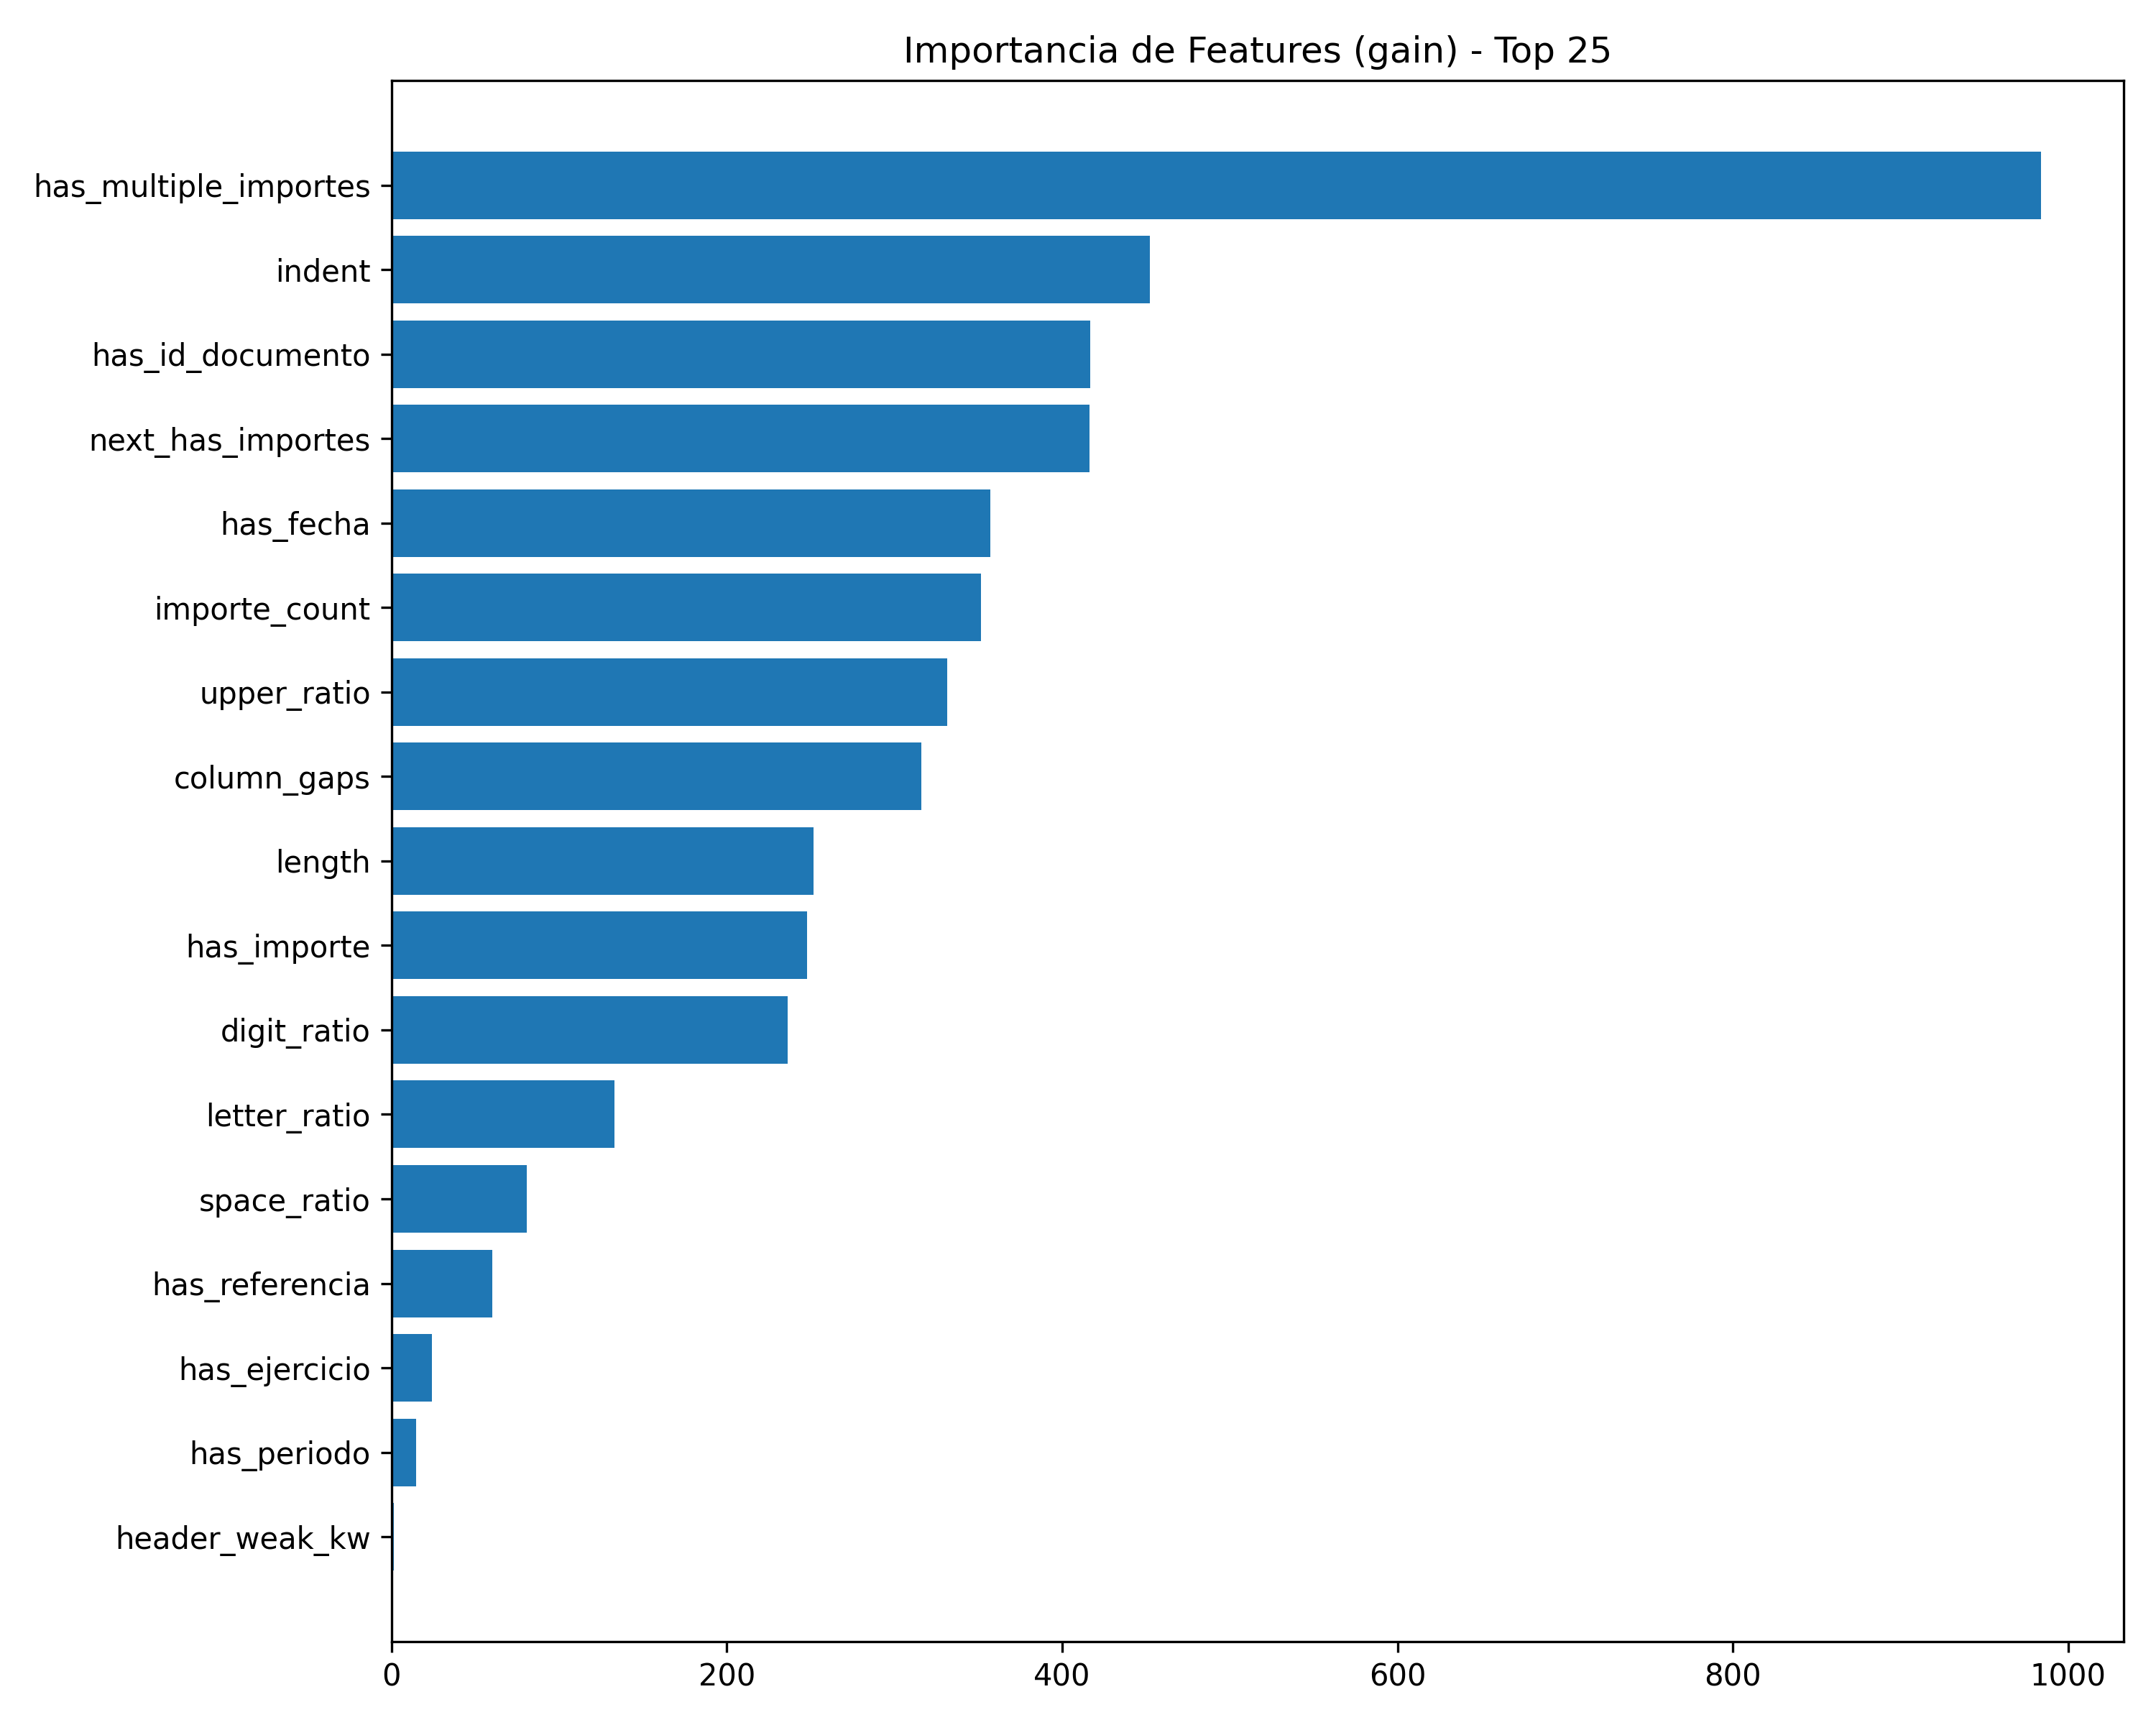 Importancia de Features (gain) - Top 25
has_multiple_importes
indent
has_id_documento
next_has_importes
has_fecha
importe_count
upper_ratio
column_gaps
length
has_importe
digit_ratio
letter_ratio
space_ratio
has_referencia
has_ejercicio
has_periodo
header_weak_kw
0 200 400 600 800 1000